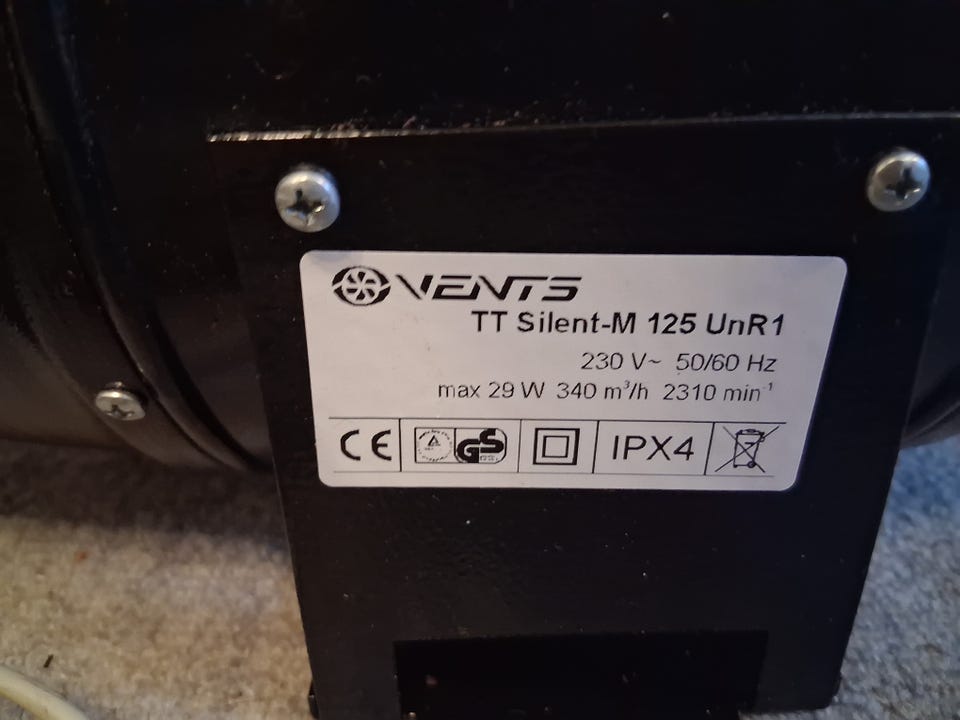 VENTS
TT Silent-M 125 UnR1
230 V~ 50/60 Hz
max 29 W 340 m³/h 2310 min⁻¹
CE GS IPX4